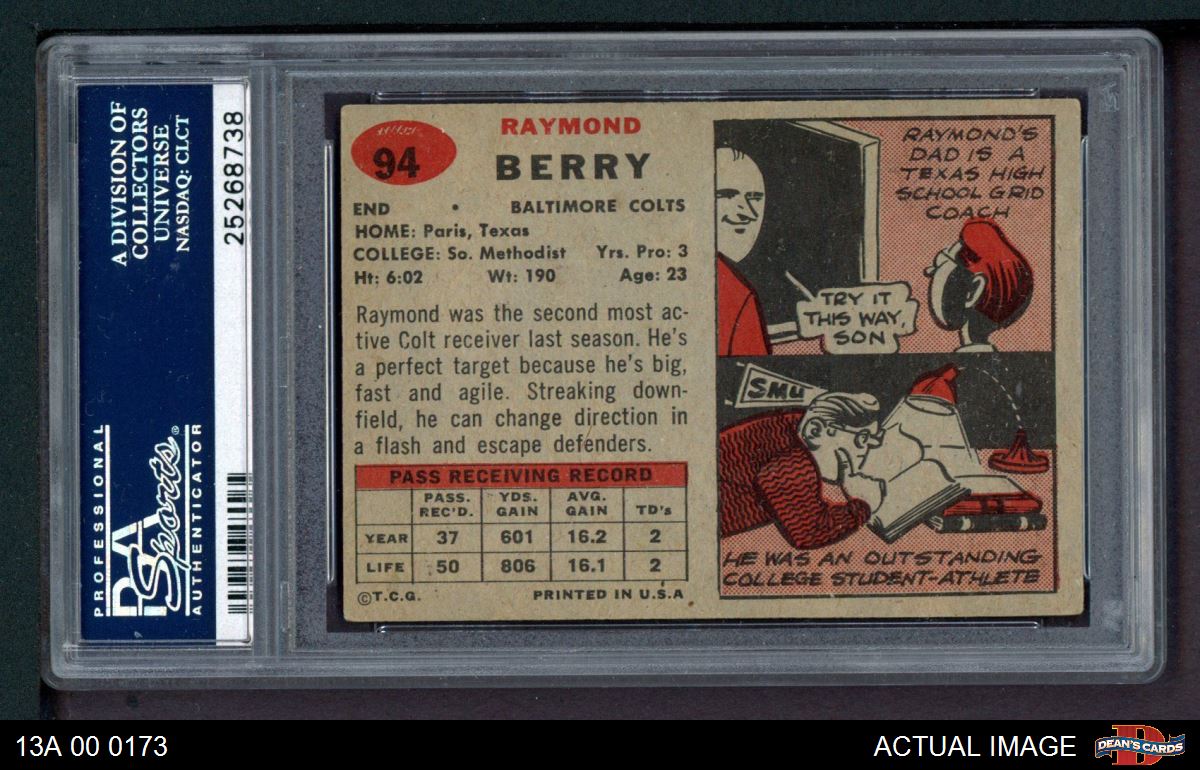 A DIVISION OF
COLLECTORS
UNIVERSE
NASDAQ: CLCT
25268738
PROFESSIONAL
PSA
Sports®
AUTHENTICATOR
94
RAYMOND
BERRY
END • BALTIMORE COLTS
HOME: Paris, Texas
COLLEGE: So. Methodist Yrs. Pro: 3
Ht: 6:02 Wt: 190 Age: 23
Raymond was the second most ac-
tive Colt receiver last season. He's
a perfect target because he's big,
fast and agile. Streaking down-
field, he can change direction in
a flash and escape defenders.
PASS RECEIVING RECORD
PASS. REC'D. YDS. GAIN AVG. GAIN TD's
YEAR 37 601 16.2 2
LIFE 50 806 16.1 2
©T.C.G. PRINTED IN U.S.A
RAYMOND'S
DAD IS A
TEXAS HIGH
SCHOOL GRID
COACH
TRY IT
THIS WAY,
SON
SMU
HE WAS AN OUTSTANDING
COLLEGE STUDENT ATHLETE
13A 00 0173
ACTUAL IMAGE
DEAN'S CARDS